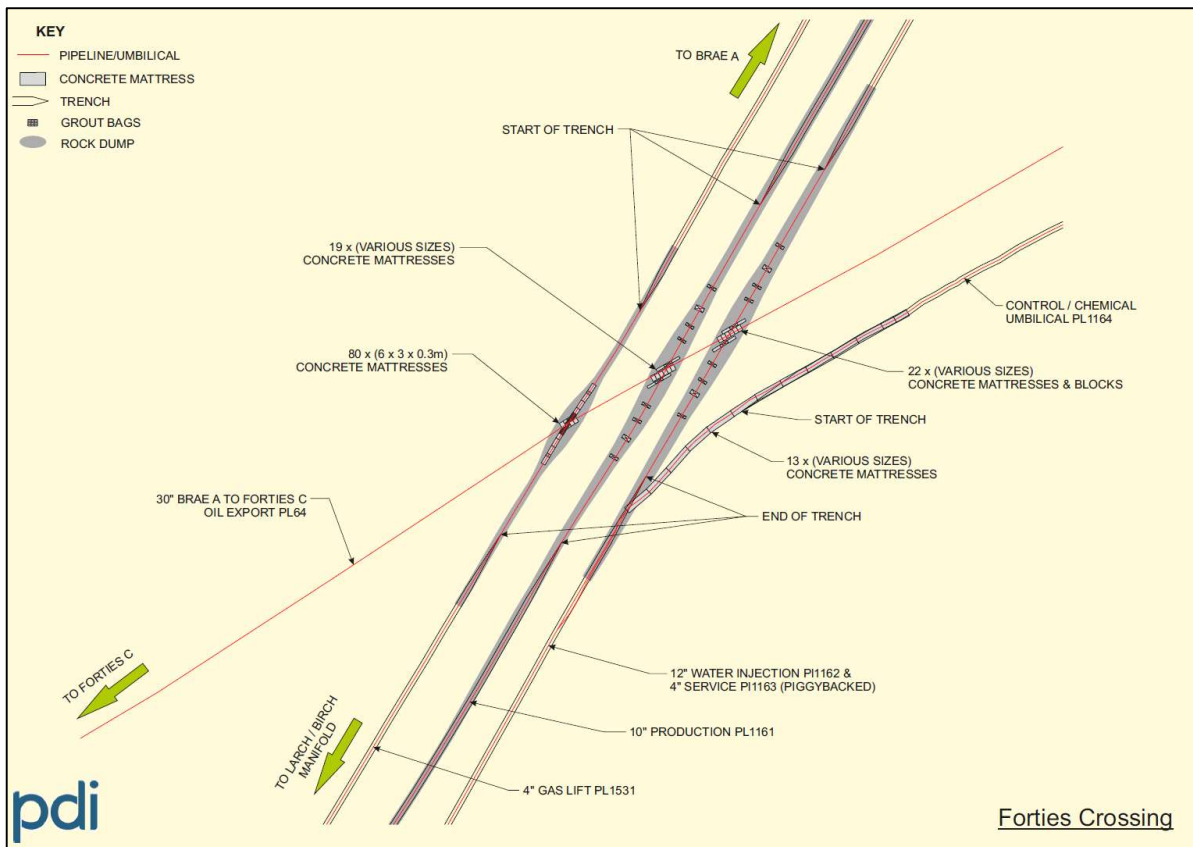 KEY
PIPELINE/UMBILICAL
CONCRETE MATTRESS
TRENCH
GROUT BAGS
ROCK DUMP
TO BRAE A
START OF TRENCH
19 x (VARIOUS SIZES)
CONCRETE MATTRESSES
80 x (6 x 3 x 0.3m)
CONCRETE MATTRESSES
CONTROL / CHEMICAL
UMBILICAL PL1164
22 x (VARIOUS SIZES)
CONCRETE MATTRESSES & BLOCKS
START OF TRENCH
13 x (VARIOUS SIZES)
CONCRETE MATTRESSES
30" BRAE A TO FORTIES C
OIL EXPORT PL64
END OF TRENCH
TO FORTIES C
12" WATER INJECTION PI1162 &
4" SERVICE PI1163 (PIGGYBACKED)
10" PRODUCTION PL1161
TO LARCH / BIRCH
MANIFOLD
4" GAS LIFT PL1531
pdi
Forties Crossing